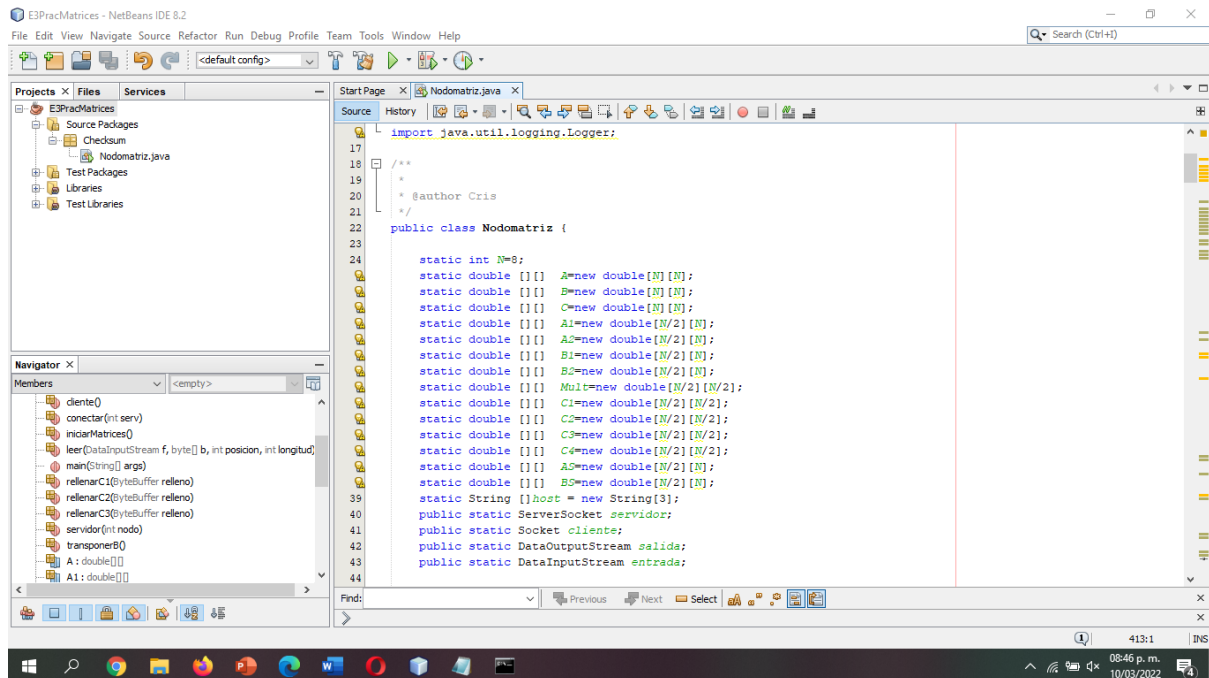 E3PracMatrices - NetBeans IDE 8.2
File Edit View Navigate Source Refactor Run Debug Profile Team Tools Window Help
Search (Ctrl+I)
<default config>
Projects Files Services
E3PracMatrices
Source Packages
Checksum
Nodomatriz.java
Test Packages
Libraries
Test Libraries
Navigator
Members <empty>
cliente()
conectar(int serv)
iniciarMatrices()
leer(DataInputStream f, byte[] b, int posicion, int longitud)
main(String[] args)
rellenarC1(ByteBuffer relleno)
rellenarC2(ByteBuffer relleno)
rellenarC3(ByteBuffer relleno)
servidor(int nodo)
transponerB()
A : double[][]
A1 : double[][]
Start Page Nodomatriz.java
Source History
import java.util.logging.Logger;
17
18 /**
19 *
20 * @author Cris
21 */
22 public class Nodomatriz {
23
24 static int N=8;
static double [][] A=new double[N][N];
static double [][] B=new double[N][N];
static double [][] C=new double[N][N];
static double [][] A1=new double[N/2][N];
static double [][] A2=new double[N/2][N];
static double [][] B1=new double[N/2][N];
static double [][] B2=new double[N/2][N];
static double [][] Mult=new double[N/2][N/2];
static double [][] C1=new double[N/2][N/2];
static double [][] C2=new double[N/2][N/2];
static double [][] C3=new double[N/2][N/2];
static double [][] C4=new double[N/2][N/2];
static double [][] AS=new double[N/2][N];
static double [][] BS=new double[N/2][N];
39 static String []host = new String[3];
40 public static ServerSocket servidor;
41 public static Socket cliente;
42 public static DataOutputStream salida;
43 public static DataInputStream entrada;
44
Find: Previous Next Select
1 413:1 INS
08:46 p. m.
10/03/2022
4